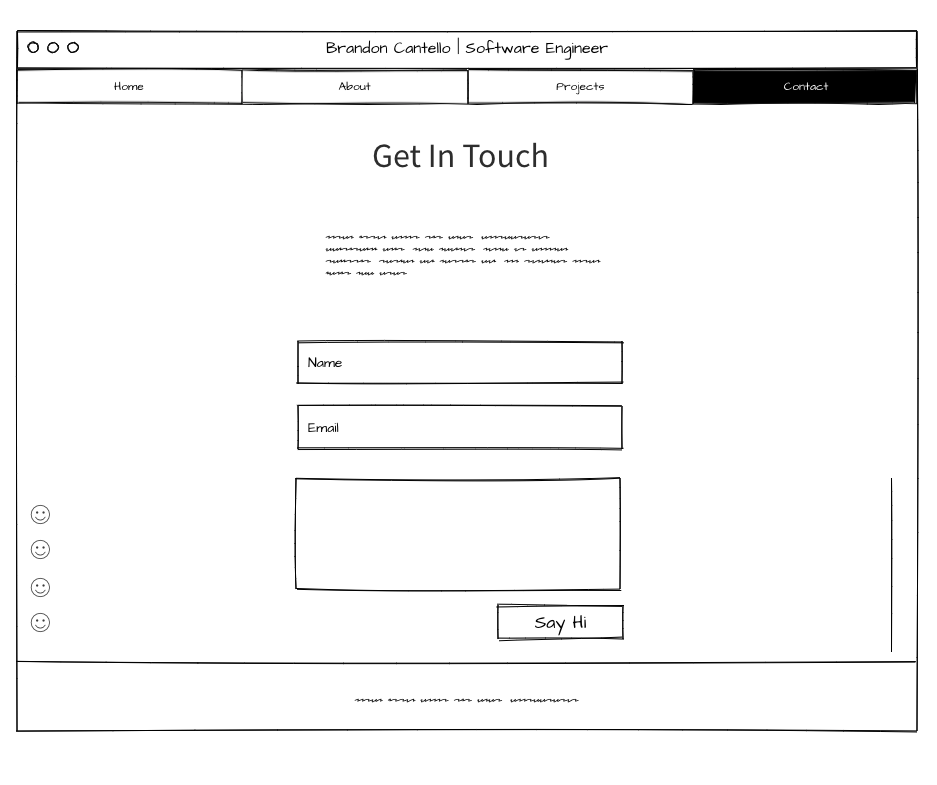 Brandon Cantello | Software Engineer
Home About Projects Contact
Get In Touch
Name
Email
Say Hi